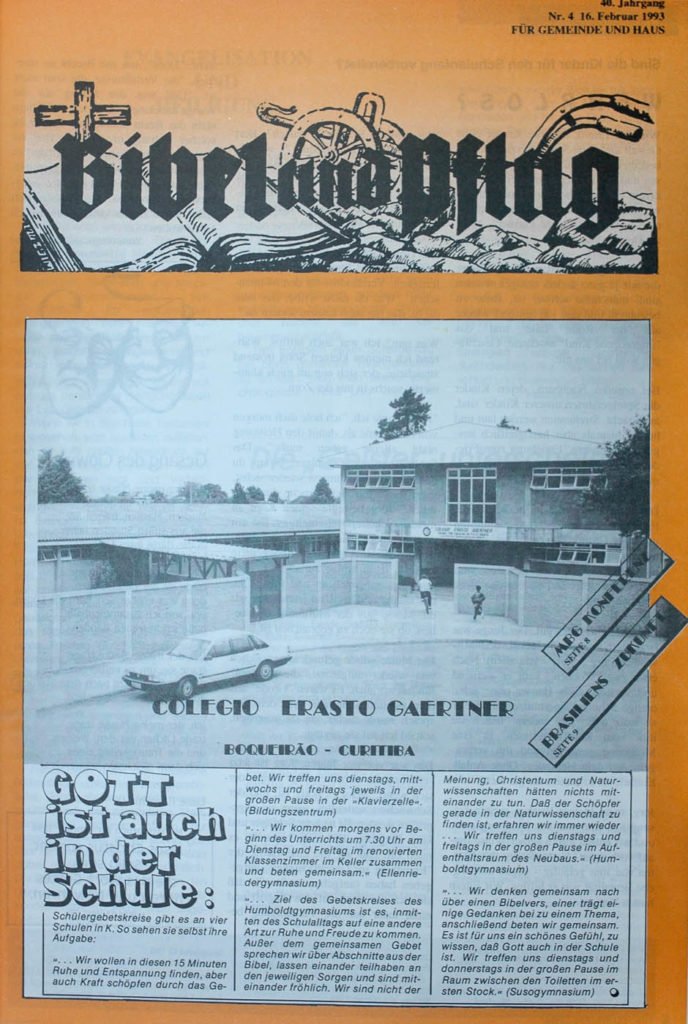 40. Jahrgang
Nr. 4 16. Februar 1993
FÜR GEMEINDE UND HAUS
Bibel und Pflug
COLEGIO ERASTO GAERTNER
MBG KONFERENZ
SEITE 8
BRASILIENS ZUKUNFT
SEITE 9
COLEGIO ERASTO GAERTNER
BOQUEIRÃO - CURITIBA
GOTT
ist auch
in der
Schule:
Schülergebetskreise gibt es an vier
Schulen in K. So sehen sie selbst ihre
Aufgabe:
»... Wir wollen in diesen 15 Minuten
Ruhe und Entspannung finden, aber
auch Kraft schöpfen durch das Ge-
bet. Wir treffen uns dienstags, mitt-
wochs und freitags jeweils in der
großen Pause in der »Klavierzelle«.
(Bildungszentrum)
»... Wir kommen morgens vor Be-
ginn des Unterrichts um 7.30 Uhr am
Dienstag und Freitag im renovierten
Klassenzimmer im Keller zusammen
und beten gemeinsam.« (Ellenrie-
dergymnasium)
»... Ziel des Gebetskreises des
Humboldtgymnasiums ist es, inmit-
ten des Schulalltags auf eine andere
Art zur Ruhe und Freude zu kommen.
Außer dem gemeinsamen Gebet
sprechen wir über Abschnitte aus der
Bibel, lassen einander teilhaben an
den jeweiligen Sorgen und sind mit-
einander fröhlich. Wir sind nicht der
Meinung, Christentum und Natur-
wissenschaften hätten nichts mit-
einander zu tun. Daß der Schöpfer
gerade in der Naturwissenschaft zu
finden ist, erfahren wir immer wieder
... Wir treffen uns dienstags und
freitags in der großen Pause im Auf-
enthaltsraum des Neubaus.« (Hum-
boldtgymnasium)
»... Wir denken gemeinsam nach
über einen Bibelvers, einer trägt ei-
nige Gedanken bei zu einem Thema,
anschließend beten wir gemeinsam.
Es ist für uns ein schönes Gefühl, zu
wissen, daß Gott auch in der Schule
ist. Wir treffen uns dienstags und
donnerstags in der großen Pause im
Raum zwischen den Toiletten im er-
sten Stock.« (Susogymnasium)